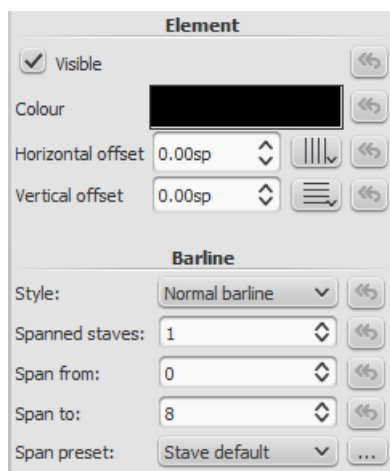 Element
Visible
Colour
Horizontal offset 0.00sp
Vertical offset 0.00sp
Barline
Style: Normal barline
Spanned staves: 1
Span from: 0
Span to: 8
Span preset: Stave default ...